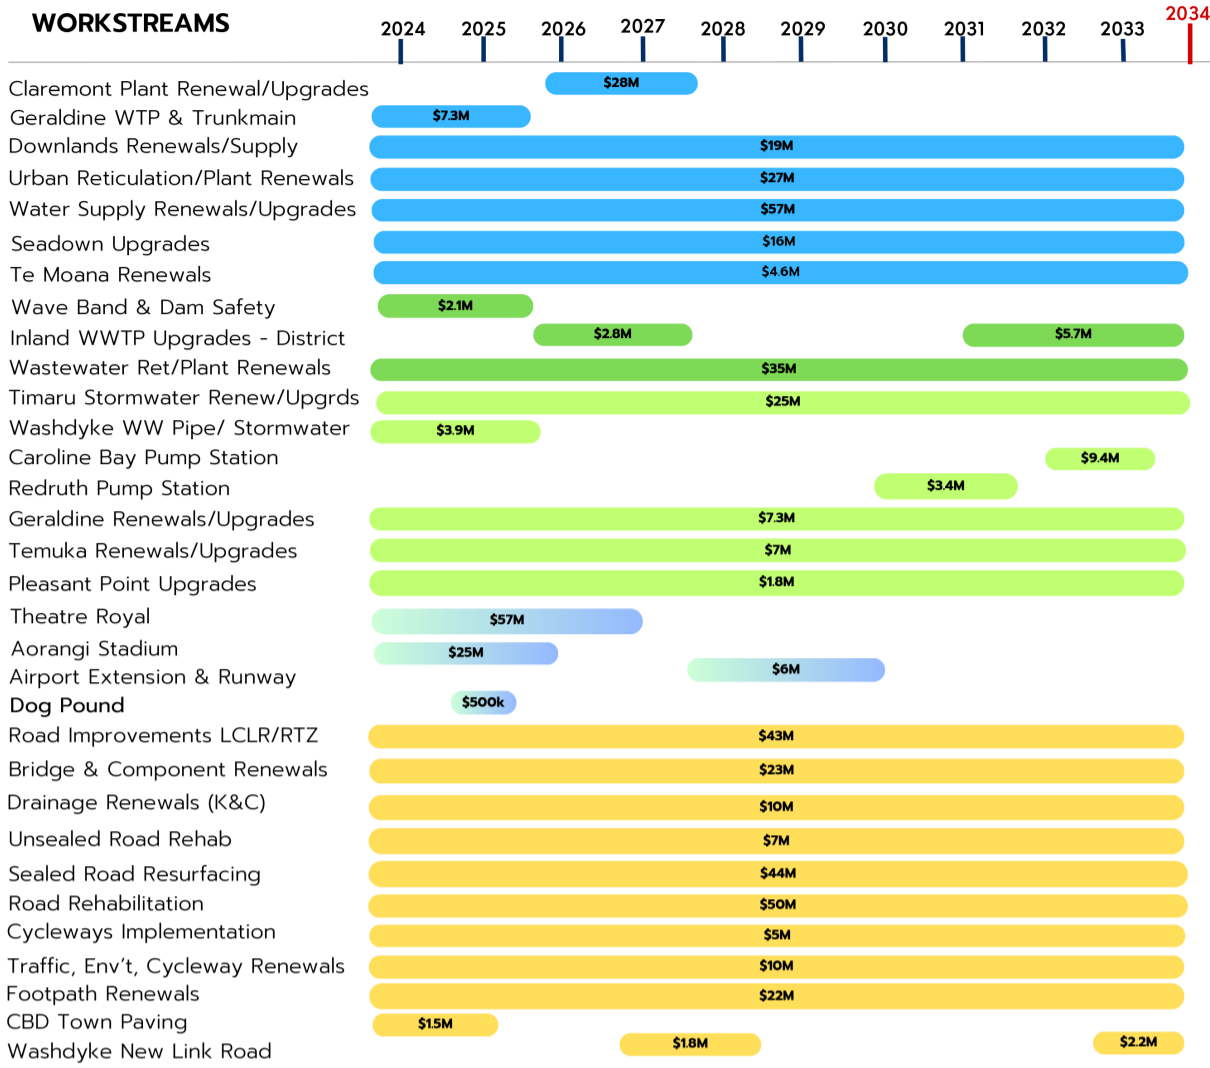 WORKSTREAMS
2024 2025 2026 2027 2028 2029 2030 2031 2032 2033 2034
Claremont Plant Renewal/Upgrades $28M
Geraldine WTP & Trunkmain $7.3M
Downlands Renewals/Supply $19M
Urban Reticulation/Plant Renewals $27M
Water Supply Renewals/Upgrades $57M
Seadown Upgrades $16M
Te Moana Renewals $4.6M
Wave Band & Dam Safety $2.1M
Inland WWTP Upgrades - District $2.8M $5.7M
Wastewater Ret/Plant Renewals $35M
Timaru Stormwater Renew/Upgrds $25M
Washdyke WW Pipe/ Stormwater $3.9M
Caroline Bay Pump Station $9.4M
Redruth Pump Station $3.4M
Geraldine Renewals/Upgrades $7.3M
Temuka Renewals/Upgrades $7M
Pleasant Point Upgrades $1.8M
Theatre Royal $57M
Aorangi Stadium $25M
Airport Extension & Runway $6M
Dog Pound $500k
Road Improvements LCLR/RTZ $43M
Bridge & Component Renewals $23M
Drainage Renewals (K&C) $10M
Unsealed Road Rehab $7M
Sealed Road Resurfacing $44M
Road Rehabilitation $50M
Cycleways Implementation $5M
Traffic, Env’t, Cycleway Renewals $10M
Footpath Renewals $22M
CBD Town Paving $1.5M
Washdyke New Link Road $1.8M $2.2M